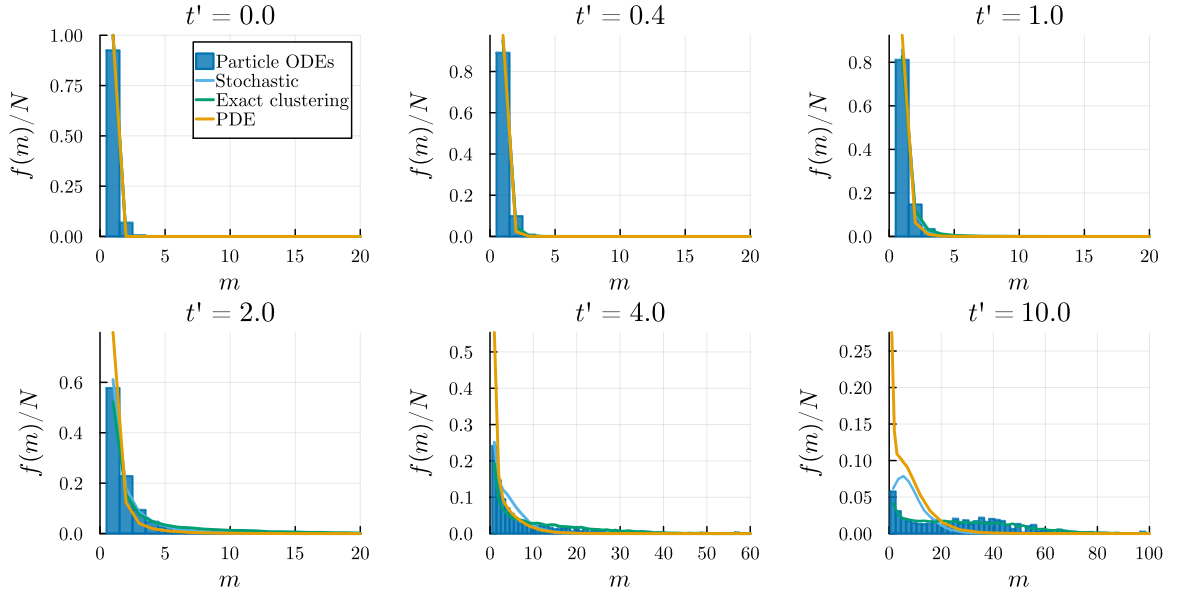 t' = 0.0
t' = 0.4
t' = 1.0
1.00
0.75
0.50
0.25
0.00
f(m)/N
Particle ODEs
Stochastic
Exact clustering
PDE
0 5 10 15 20
m
0.8
0.6
0.4
0.2
0.0
f(m)/N
0 5 10 15 20
m
0.8
0.6
0.4
0.2
0.0
f(m)/N
0 5 10 15 20
m
t' = 2.0
t' = 4.0
t' = 10.0
0.6
0.4
0.2
0.0
f(m)/N
0 5 10 15 20
m
0.5
0.4
0.3
0.2
0.1
0.0
f(m)/N
0 10 20 30 40 50 60
m
0.25
0.20
0.15
0.10
0.05
0.00
f(m)/N
0 20 40 60 80 100
m